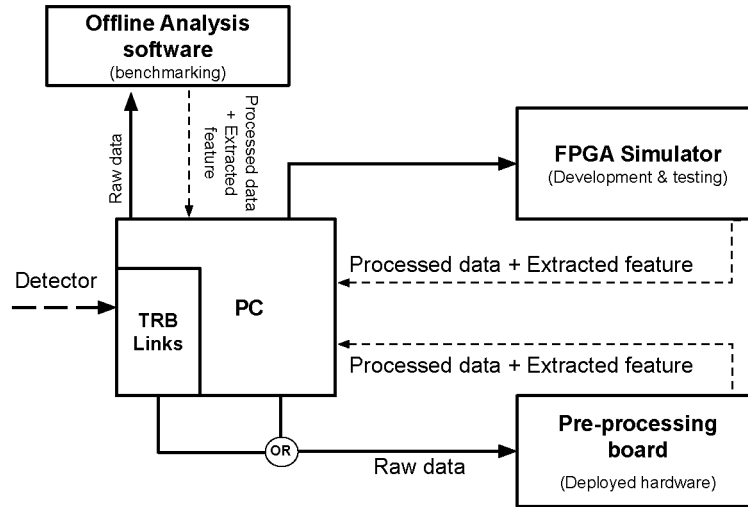 Offline Analysis
software
(benchmarking)
Raw data
Processed data
+ Extracted
feature
FPGA Simulator
(Development & testing)
Detector
TRB
Links
PC
Processed data + Extracted feature
Processed data + Extracted feature
OR
Raw data
Pre-processing
board
(Deployed hardware)